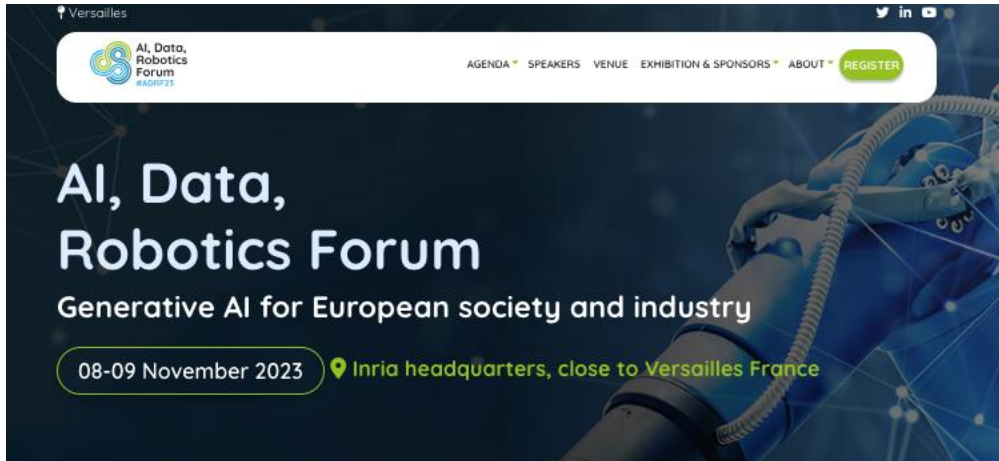 Versailles
AI, Data,
Robotics
Forum
#ADRF23
AGENDA SPEAKERS VENUE EXHIBITION & SPONSORS ABOUT REGISTER
AI, Data,
Robotics Forum
Generative AI for European society and industry
08-09 November 2023 Inria headquarters, close to Versailles France